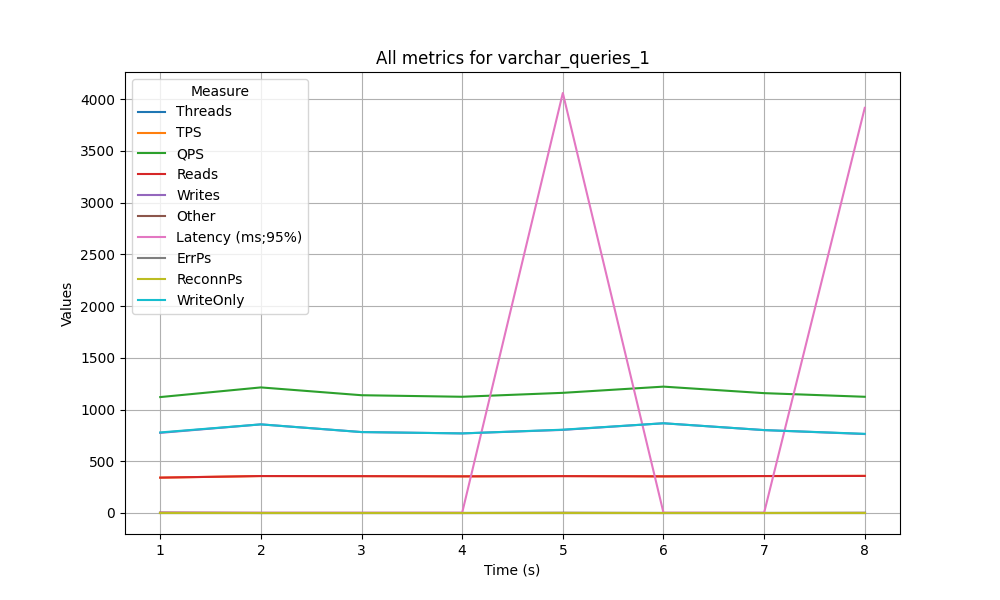 All metrics for varchar_queries_1
Measure
Threads
TPS
QPS
Reads
Writes
Other
Latency (ms;95%)
ErrPs
ReconnPs
WriteOnly
Values
4000
3500
3000
2500
2000
1500
1000
500
0
1 2 3 4 5 6 7 8
Time (s)